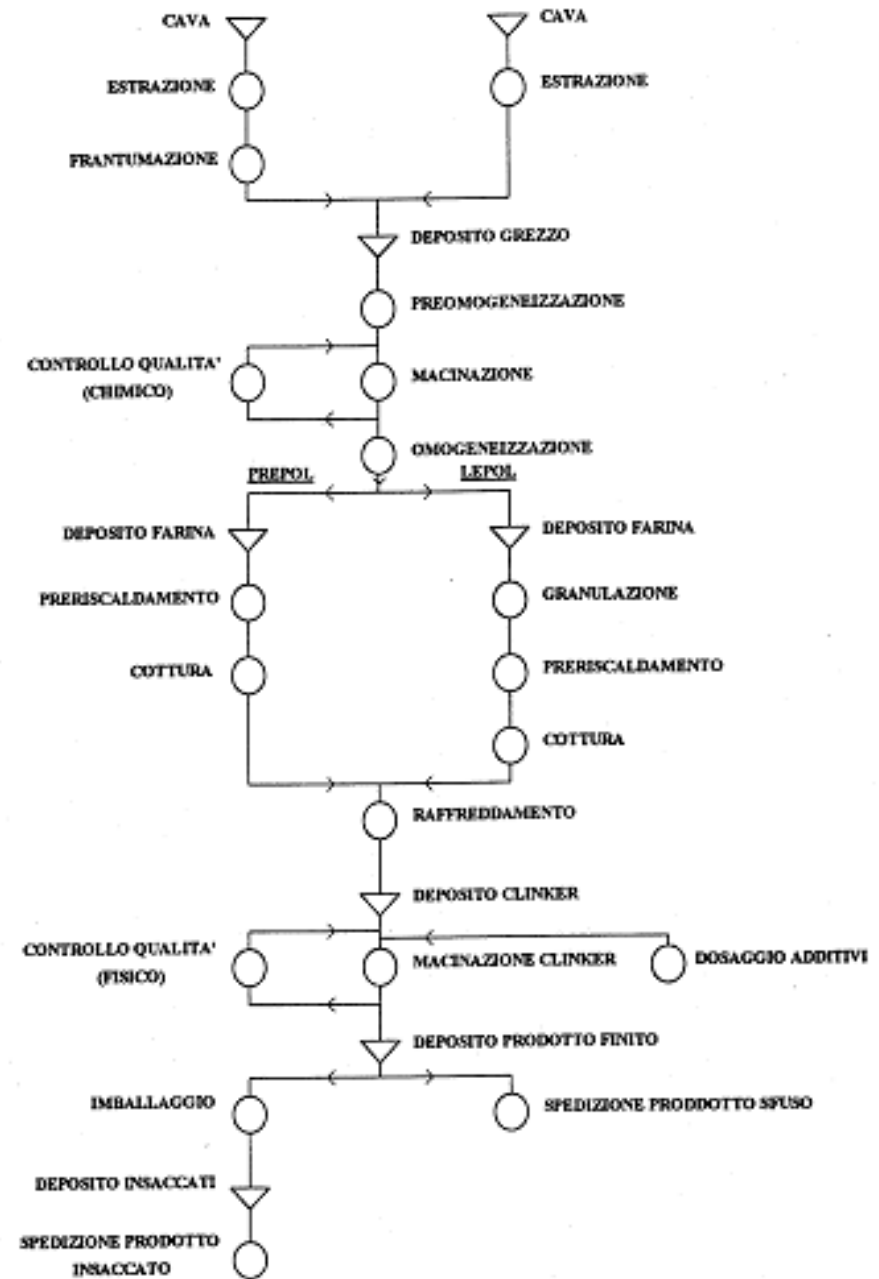 CAVA
CAVA
ESTRAZIONE
ESTRAZIONE
FRANTUMAZIONE
DEPOSITO GREZZO
PREOMOGENEIZZAZIONE
CONTROLLO QUALITA'
(CHIMICO)
MACINAZIONE
OMOGENEIZZAZIONE
PREPOL
LEPOL
DEPOSITO FARINA
DEPOSITO FARINA
PRERISCALDAMENTO
GRANULAZIONE
COTTURA
PRERISCALDAMENTO
COTTURA
RAFFREDDAMENTO
DEPOSITO CLINKER
CONTROLLO QUALITA'
(FISICO)
MACINAZIONE CLINKER
DOSAGGIO ADDITIVI
DEPOSITO PRODOTTO FINITO
IMBALLAGGIO
SPEDIZIONE PRODDOTTO SFUSO
DEPOSITO INSACCATI
SPEDIZIONE PRODOTTO
INSACCATO